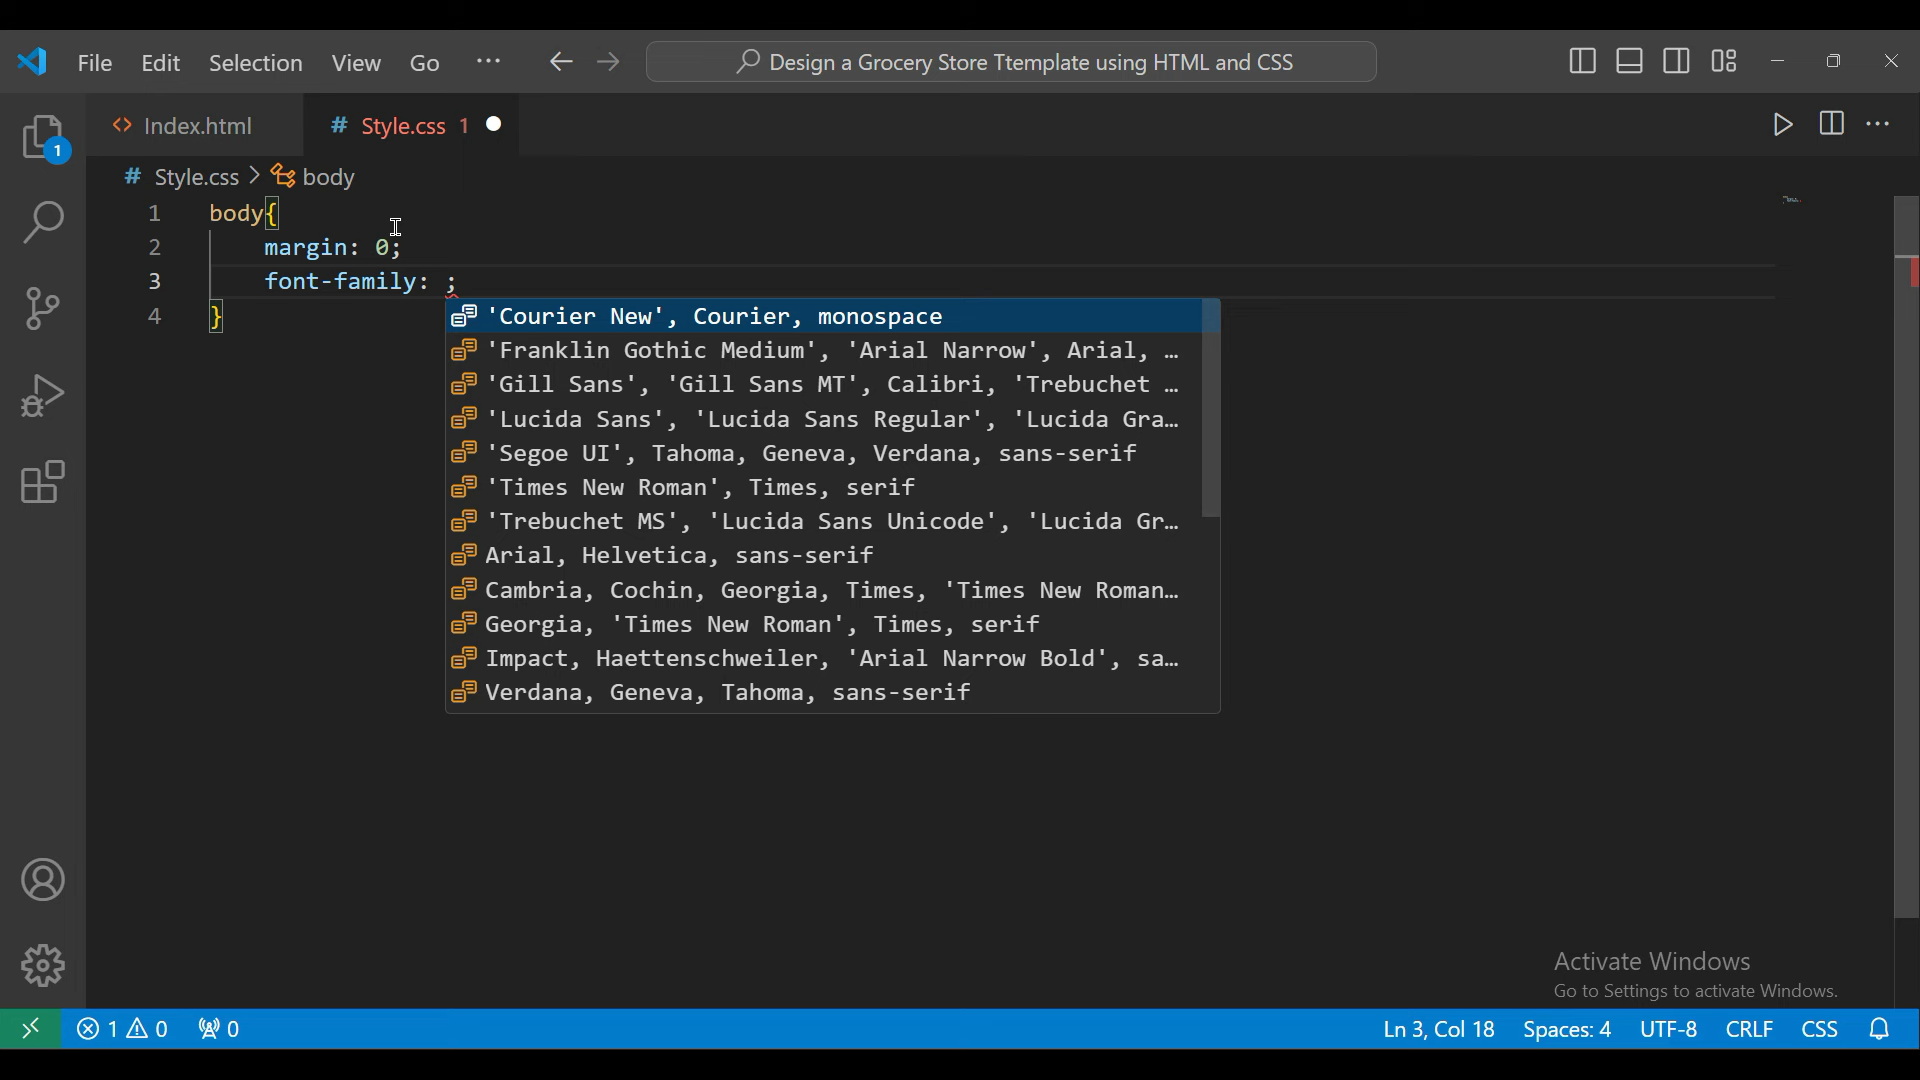 File Edit Selection View Go ··· Design a Grocery Store Ttemplate using HTML and CSS
Index.html Style.css 1
1
# Style.css > body
1 body{
2 margin: 0;
3 font-family: ;
4 }
'Courier New', Courier, monospace
'Franklin Gothic Medium', 'Arial Narrow', Arial, …
'Gill Sans', 'Gill Sans MT', Calibri, 'Trebuchet …
'Lucida Sans', 'Lucida Sans Regular', 'Lucida Gra…
'Segoe UI', Tahoma, Geneva, Verdana, sans-serif
'Times New Roman', Times, serif
'Trebuchet MS', 'Lucida Sans Unicode', 'Lucida Gr…
Arial, Helvetica, sans-serif
Cambria, Cochin, Georgia, Times, 'Times New Roman…
Georgia, 'Times New Roman', Times, serif
Impact, Haettenschweiler, 'Arial Narrow Bold', sa…
Verdana, Geneva, Tahoma, sans-serif
Activate Windows
Go to Settings to activate Windows.
1 0 0 Ln 3, Col 18 Spaces: 4 UTF-8 CRLF CSS